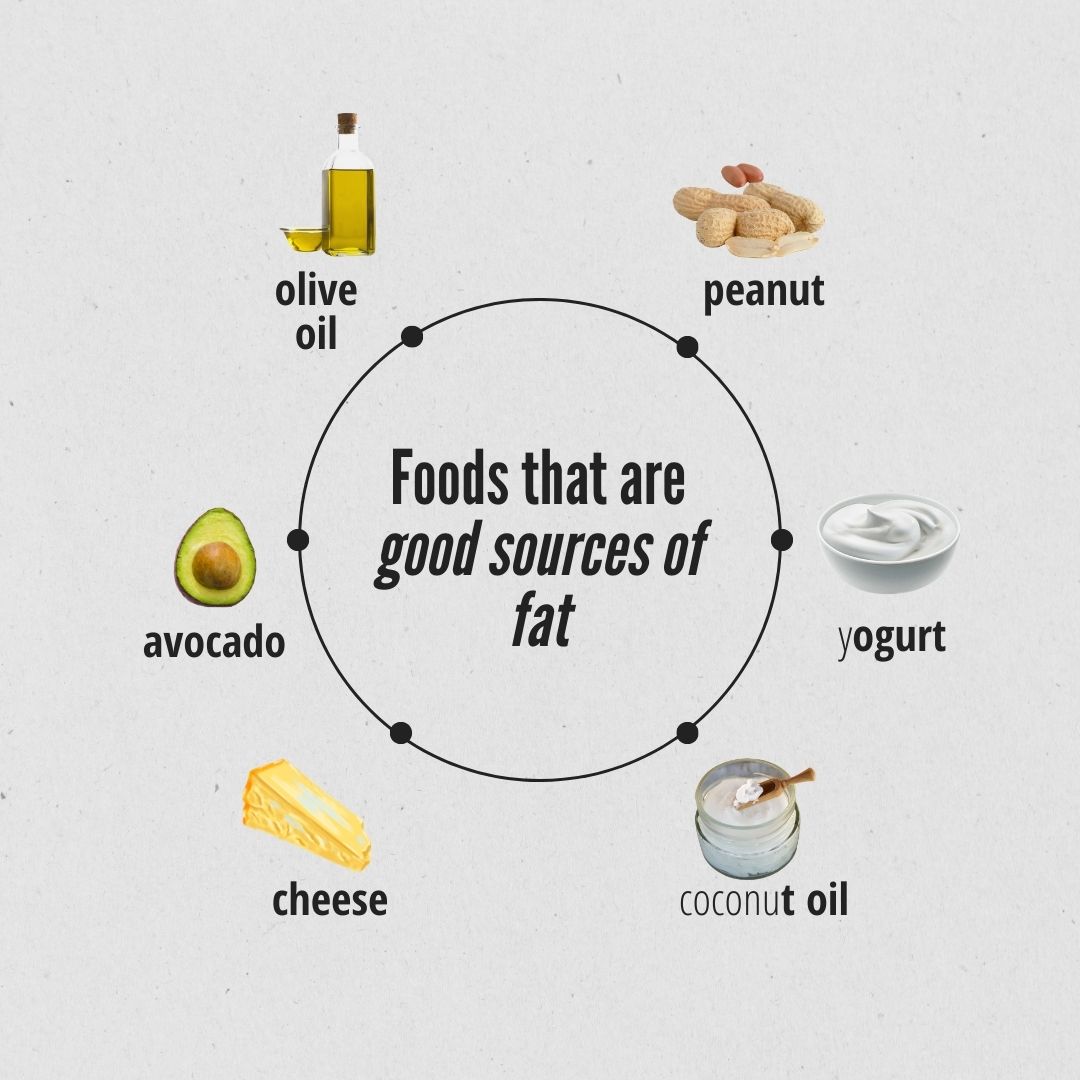 olive
oil
peanut
Foods that are
good sources of
fat
avocado
yogurt
cheese
coconut oil